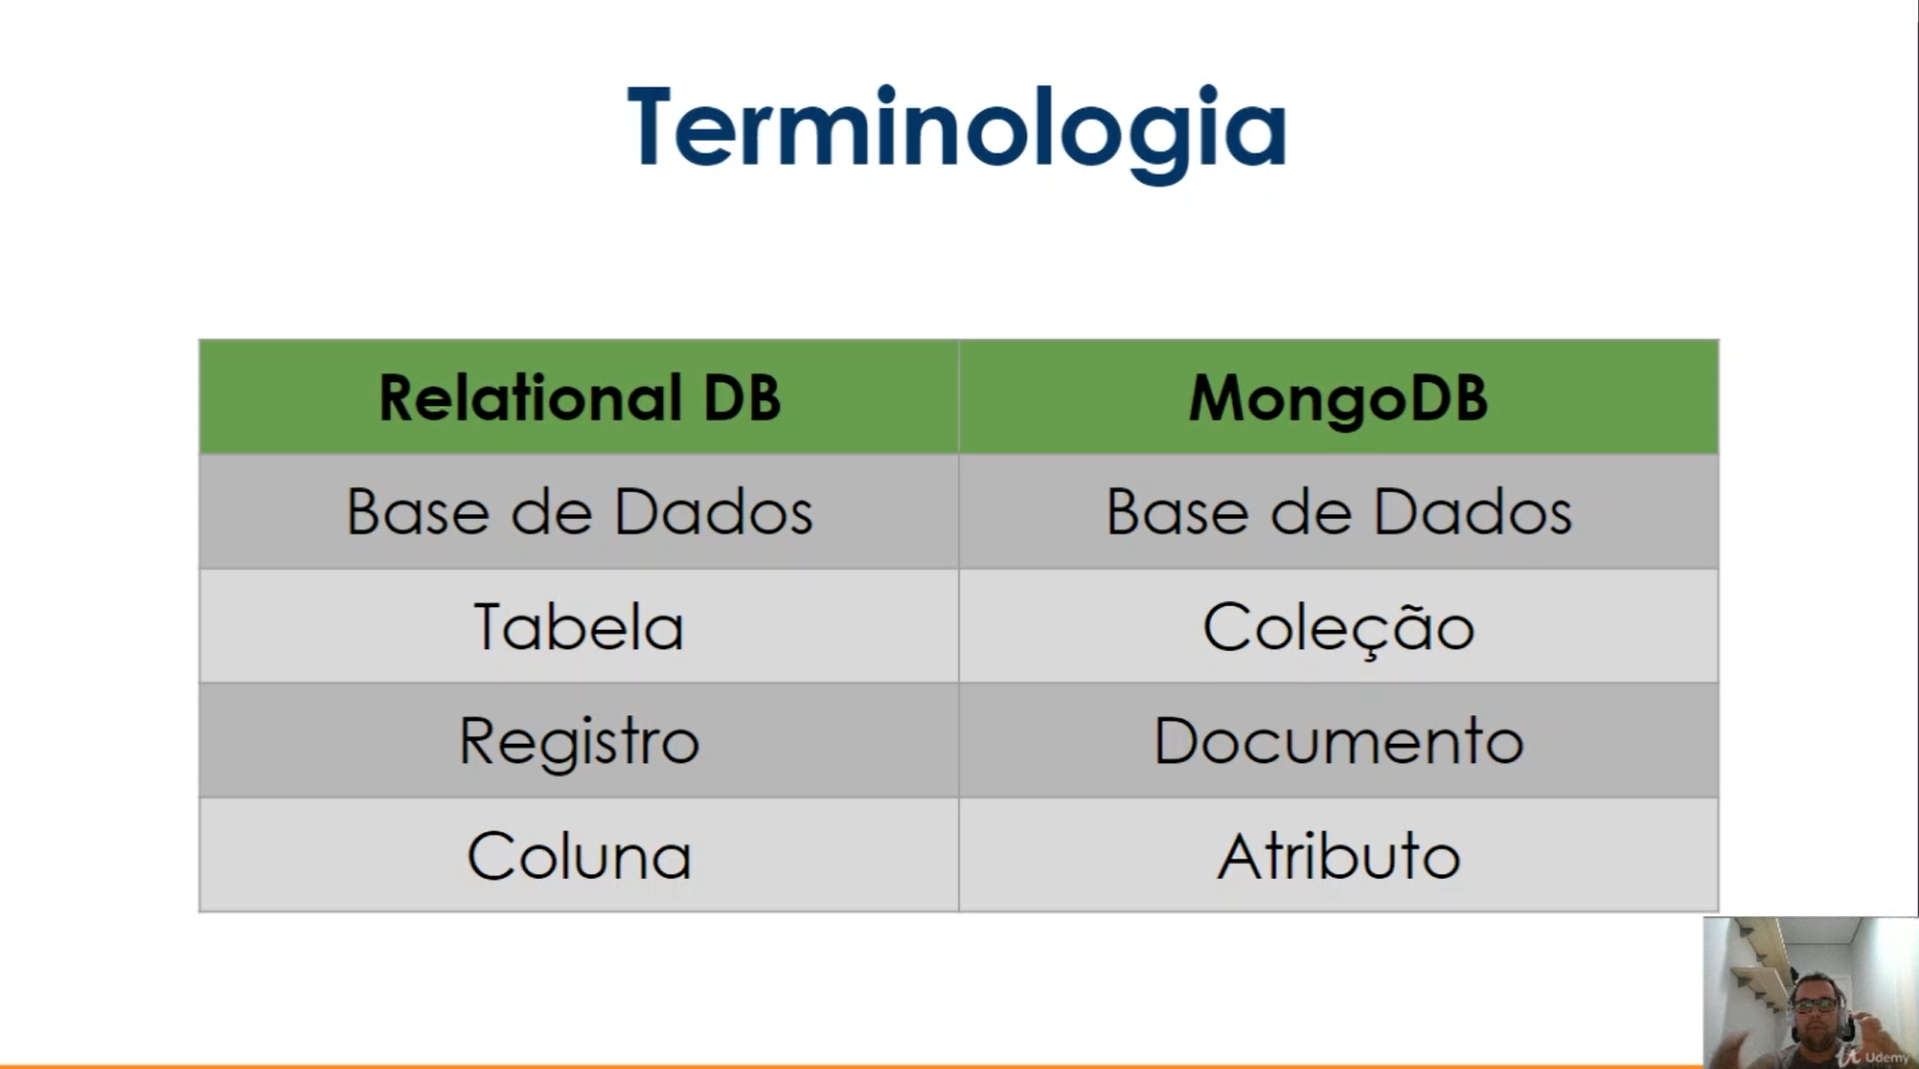 Terminologia
Relational DB MongoDB
Base de Dados Base de Dados
Tabela Coleção
Registro Documento
Coluna Atributo
Udemy